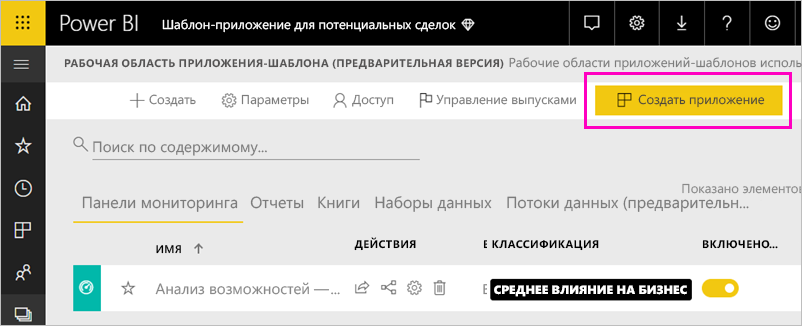 Power BI Шаблон-приложение для потенциальных сделок
РАБОЧАЯ ОБЛАСТЬ ПРИЛОЖЕНИЯ-ШАБЛОНА (ПРЕДВАРИТЕЛЬНАЯ ВЕРСИЯ) Рабочие области приложений-шаблонов исполь
Создать Параметры Доступ Управление выпусками Создать приложение
Поиск по содержимому...
Показано элементов
Панели мониторинга Отчеты Книги Наборы данных Потоки данных (предварительн...
ИМЯ ДЕЙСТВИЯ КЛАССИФИКАЦИЯ ВКЛЮЧЕНО...
Анализ возможностей —... СРЕДНЕЕ ВЛИЯНИЕ НА БИЗНЕС